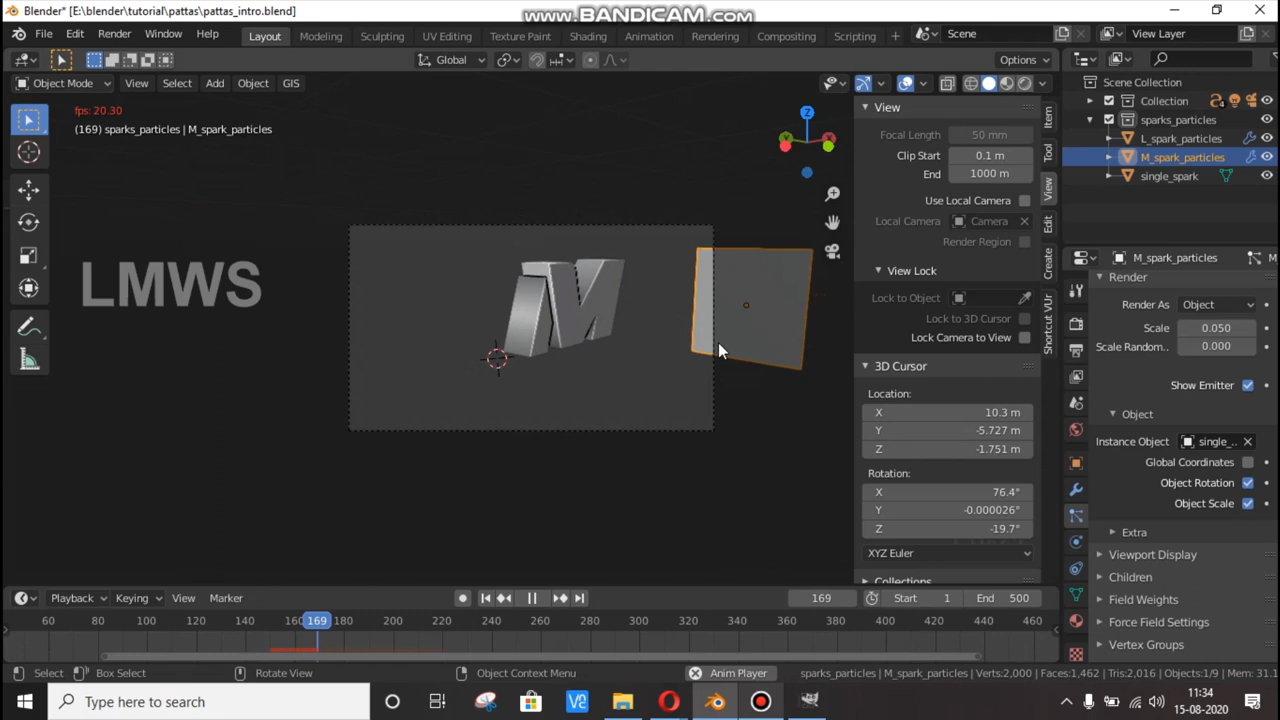 Blender* [E:\blender\tutorial\pattas\pattas_intro.blend]
www.BANDICAM.com
File Edit Render Window Help
Layout Modeling Sculpting UV Editing Texture Paint Shading Animation Rendering Compositing Scripting
Scene
View Layer
Global
Options
Object Mode View Select Add Object GIS
fps: 20.30
(169) sparks_particles | M_spark_particles
LMWS
M
Z
View
Focal Length 50 mm
Clip Start 0.1 m
End 1000 m
Use Local Camera
Local Camera Camera
Render Region
View Lock
Lock to Object
Lock to 3D Cursor
Lock Camera to View
3D Cursor
Location:
X 10.3 m
Y -5.727 m
Z -1.751 m
Rotation:
X 76.4°
Y -0.000026°
Z -19.7°
XYZ Euler
Collections
Item
Tool
View
Edit
Create
Shortcut VUr
Scene Collection
Collection
sparks_particles
L_spark_particles
M_spark_particles
single_spark
M_spark_particles M
Render
Render As Object
Scale 0.050
Scale Random.. 0.000
Show Emitter
Object
Instance Object single_..
Global Coordinates
Object Rotation
Object Scale
Extra
Viewport Display
Children
Field Weights
Force Field Settings
Vertex Groups
Playback Keying View Marker
169
Start 1
End 500
60 80 100 120 140 160 169 180 200 220 240 260 280 300 320 340 360 380 400 420 440 460
Select Box Select Rotate View Object Context Menu Anim Player sparks_particles | M_spark_particles | Verts:2,000 | Faces:1,462 | Tris:2,016 | Objects:1/9 | Mem: 31.1
Type here to search
11:34
15-08-2020